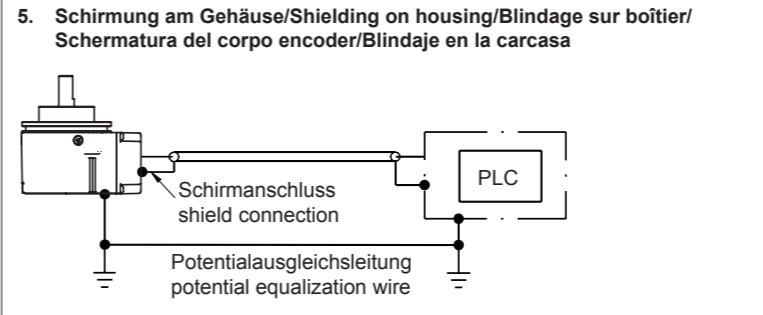 5. Schirmung am Gehäuse/Shielding on housing/Blindage sur boîtier/
Schermatura del corpo encoder/Blindaje en la carcasa
PLC
Schirmanschluss
shield connection
Potentialausgleichsleitung
potential equalization wire